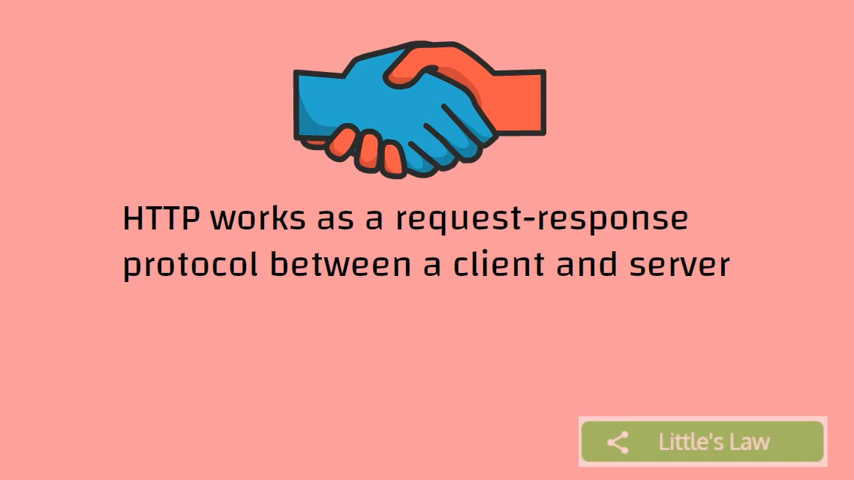 HTTP works as a request-response
protocol between a client and server
Little's Law